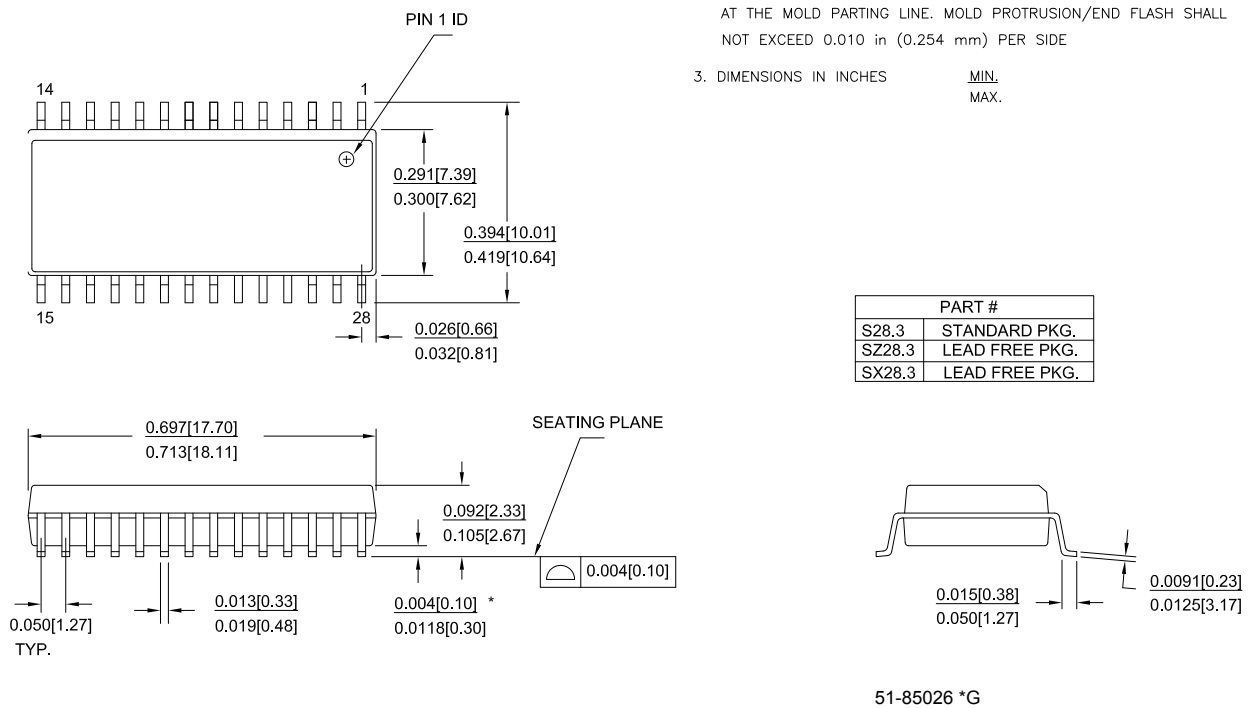 PIN 1 ID
AT THE MOLD PARTING LINE. MOLD PROTRUSION/END FLASH SHALL
NOT EXCEED 0.010 in (0.254 mm) PER SIDE
3. DIMENSIONS IN INCHES MIN.
MAX.
14 1
0.291[7.39]
0.300[7.62]
0.394[10.01]
0.419[10.64]
15 28
0.026[0.66]
0.032[0.81]
PART #
S28.3 STANDARD PKG.
SZ28.3 LEAD FREE PKG.
SX28.3 LEAD FREE PKG.
0.697[17.70]
0.713[18.11]
SEATING PLANE
0.092[2.33]
0.105[2.67]
0.004[0.10]
0.050[1.27]
TYP.
0.013[0.33]
0.019[0.48]
0.004[0.10] *
0.0118[0.30]
0.015[0.38]
0.050[1.27]
0.0091[0.23]
0.0125[3.17]
51-85026 *G